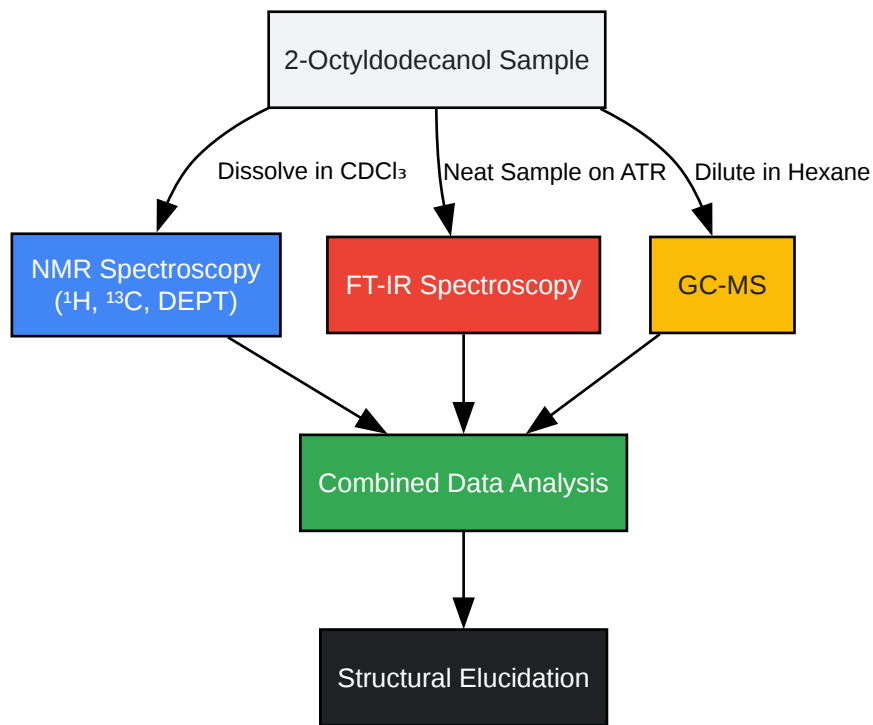 2-Octyldodecanol Sample
Dissolve in CDCl₃
Neat Sample on ATR
Dilute in Hexane
NMR Spectroscopy
(¹H, ¹³C, DEPT)
FT-IR Spectroscopy
GC-MS
Combined Data Analysis
Structural Elucidation